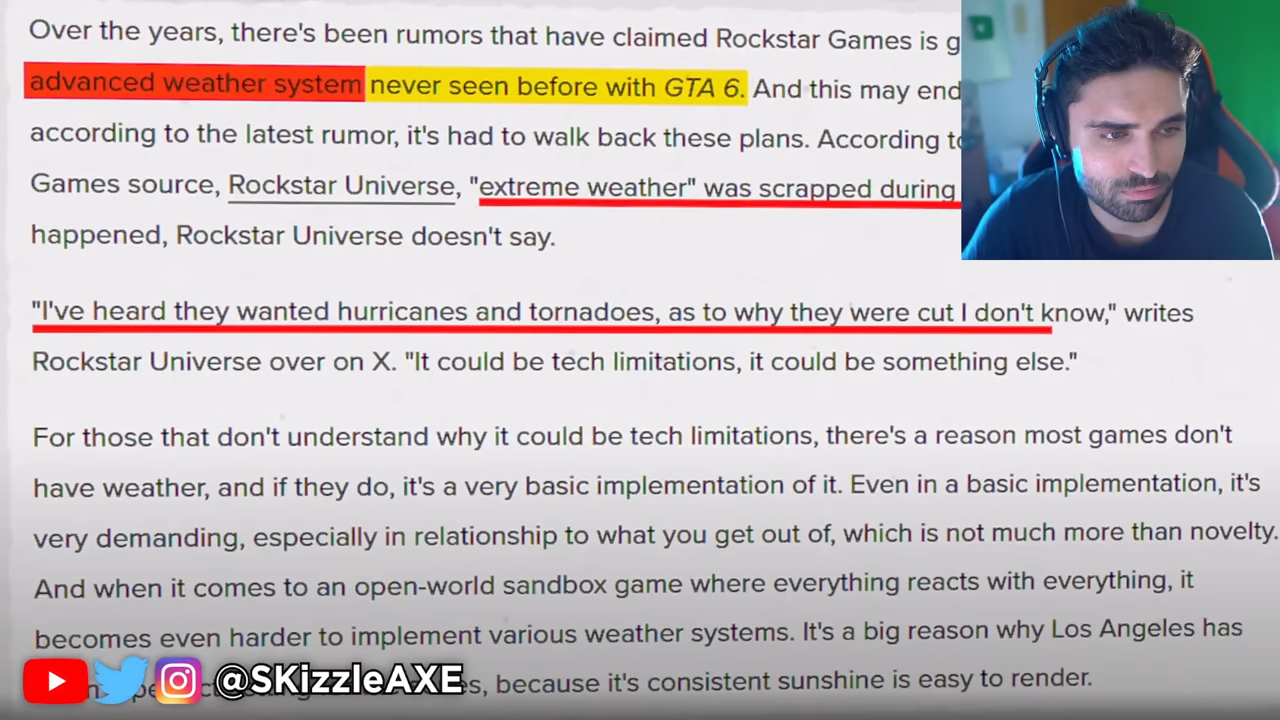 Over the years, there's been rumors that have claimed Rockstar Games is
advanced weather system never seen before with GTA 6. And this may end
according to the latest rumor, it's had to walk back these plans. According
Games source, Rockstar Universe, "extreme weather" was scrapped during
happened, Rockstar Universe doesn't say.
"I've heard they wanted hurricanes and tornadoes, as to why they were cut I don't know," writes
Rockstar Universe over on X. "It could be tech limitations, it could be something else."
For those that don't understand why it could be tech limitations, there's a reason most games don't
have weather, and if they do, it's a very basic implementation of it. Even in a basic implementation, it's
very demanding, especially in relationship to what you get out of, which is not much more than novelty.
And when it comes to an open-world sandbox game where everything reacts with everything, it
becomes even harder to implement various weather systems. It's a big reason why Los Angeles has
because it's consistent sunshine is easy to render.
@SKizzleAXE